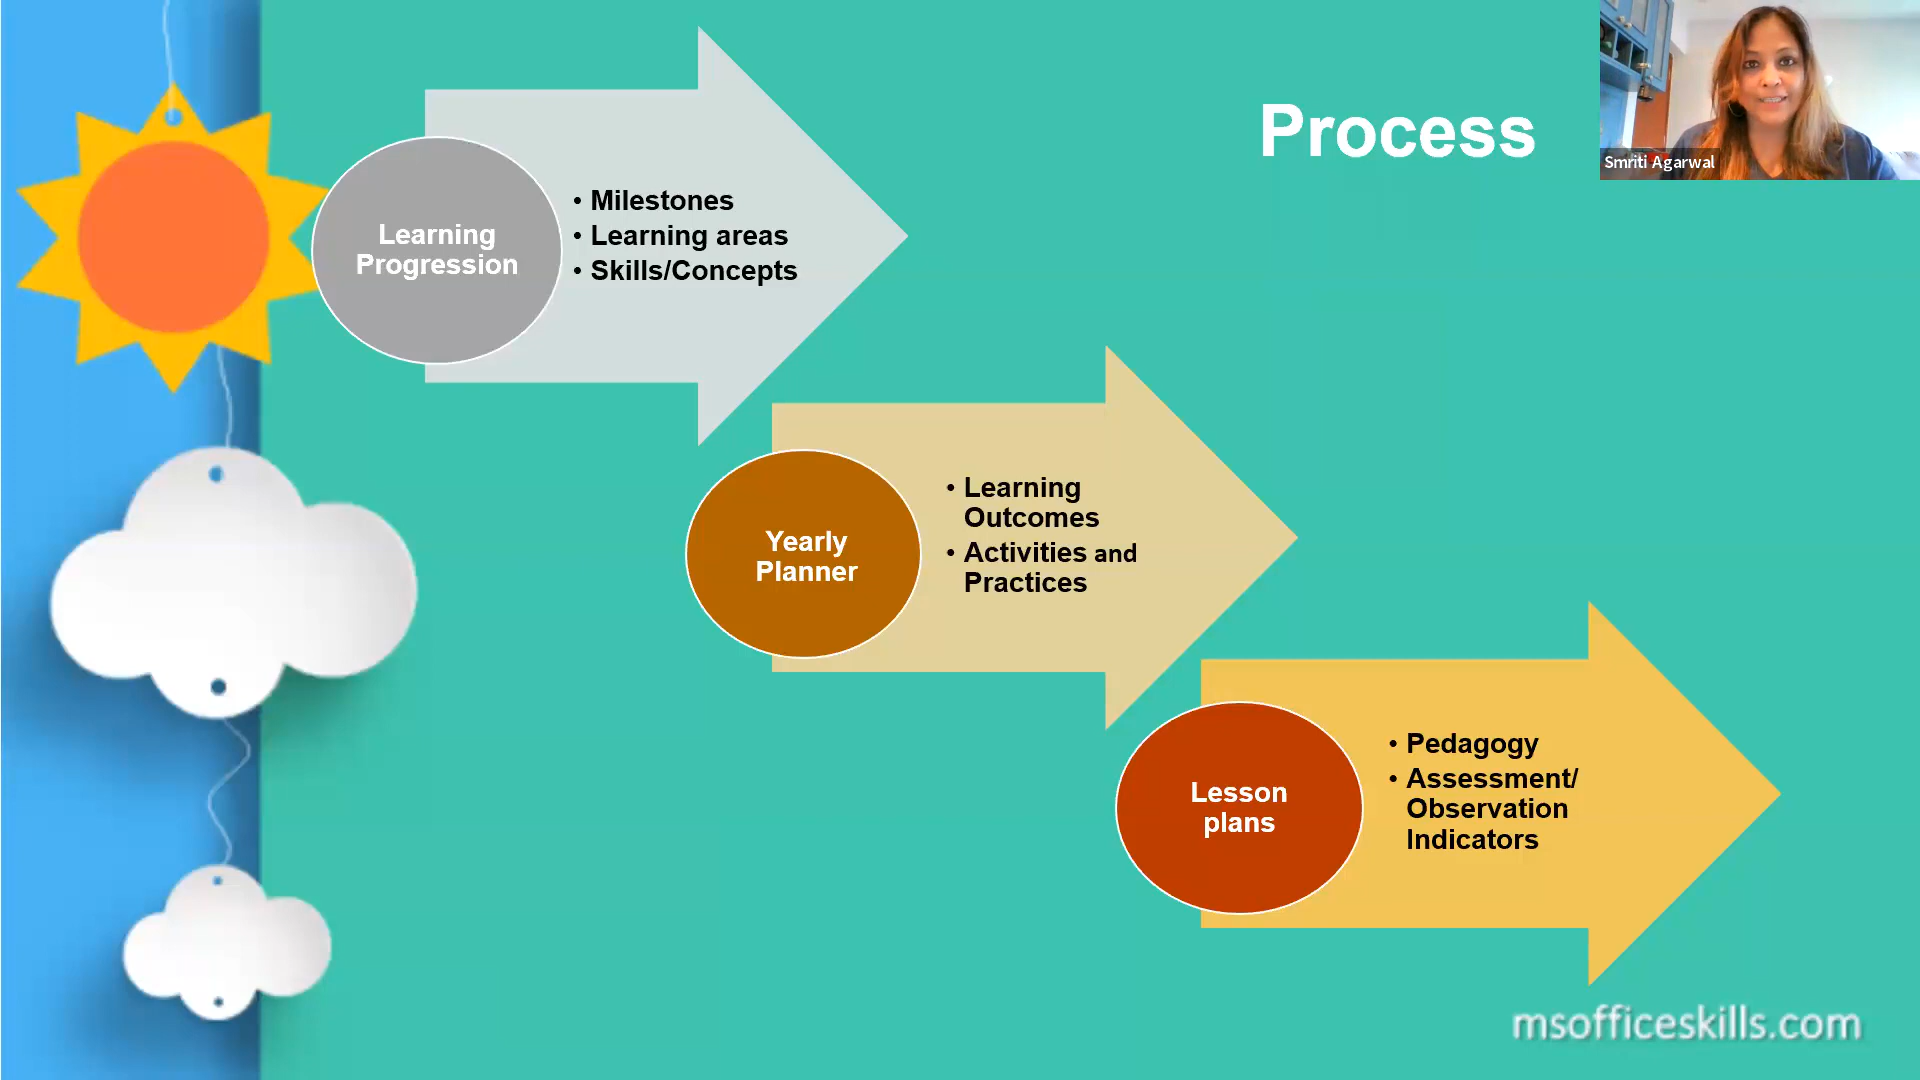 Process
Smriti Agarwal
Learning
Progression
• Milestones
• Learning areas
• Skills/Concepts
Yearly
Planner
• Learning
Outcomes
• Activities and
Practices
Lesson
plans
• Pedagogy
• Assessment/
Observation
Indicators
msofficeskills.com